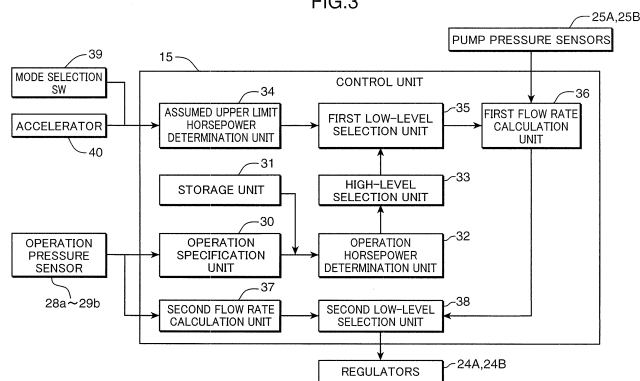 FIG.3
25A,25B
PUMP PRESSURE SENSORS
39
MODE SELECTION
SW
15
CONTROL UNIT
34
ASSUMED UPPER LIMIT
HORSEPOWER
DETERMINATION UNIT
35
FIRST LOW-LEVEL
SELECTION UNIT
36
FIRST FLOW RATE
CALCULATION
UNIT
ACCELERATOR
40
31
STORAGE UNIT
HIGH-LEVEL
SELECTION UNIT
33
30
OPERATION
PRESSURE
SENSOR
28a~29b
OPERATION
SPECIFICATION
UNIT
OPERATION
HORSEPOWER
DETERMINATION UNIT
32
37
SECOND FLOW RATE
CALCULATION UNIT
SECOND LOW-LEVEL
SELECTION UNIT
38
REGULATORS
24A,24B